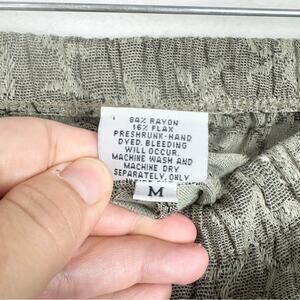 84% RAYON
16% FLAX
PRESHRUNK-HAND
DYED. BLEEDING
WILL OCCUR.
MACHINE WASH AND
MACHINE DRY
SEPARATELY, ONLY
M